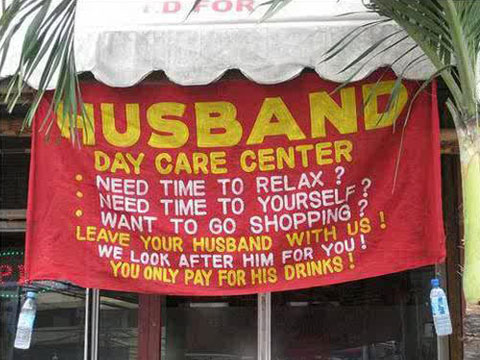 D FOR
HUSBAND
DAY CARE CENTER
: NEED TIME TO RELAX ?
: NEED TIME TO YOURSELF ?
: WANT TO GO SHOPPING ?
LEAVE YOUR HUSBAND WITH US !
WE LOOK AFTER HIM FOR YOU !
YOU ONLY PAY FOR HIS DRINKS !